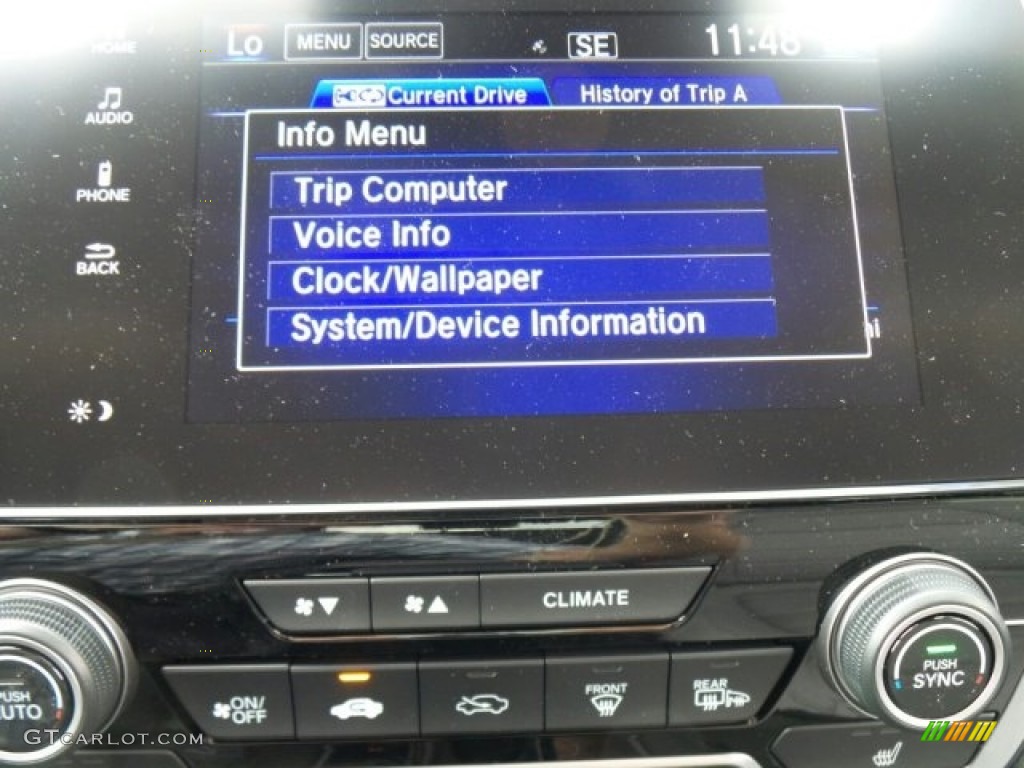 HOME
Lo MENU SOURCE SE 11:48
AUDIO
Current Drive History of Trip A
Info Menu
PHONE
Trip Computer
Voice Info
BACK
Clock/Wallpaper
System/Device Information
mi
CLIMATE
PUSH AUTO
ON/OFF
FRONT
REAR
PUSH SYNC
GTCARLOT.COM